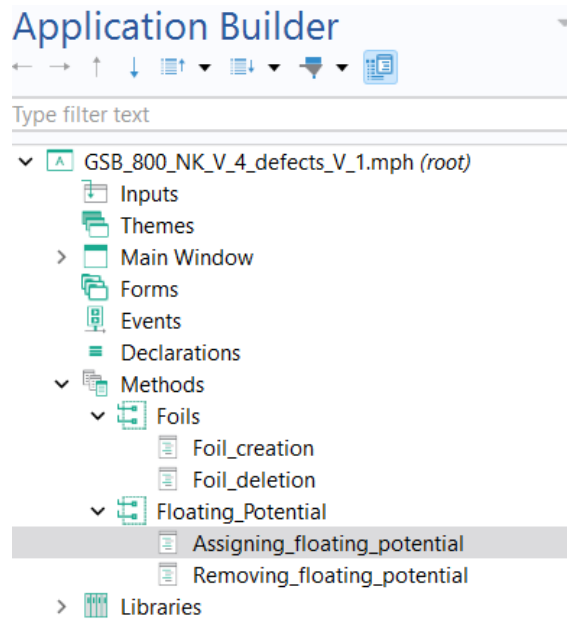 Application Builder
Type filter text
GSB_800_NK_V_4_defects_V_1.mph (root)
Inputs
Themes
Main Window
Forms
Events
Declarations
Methods
Foils
Foil_creation
Foil_deletion
Floating_Potential
Assigning_floating_potential
Removing_floating_potential
Libraries